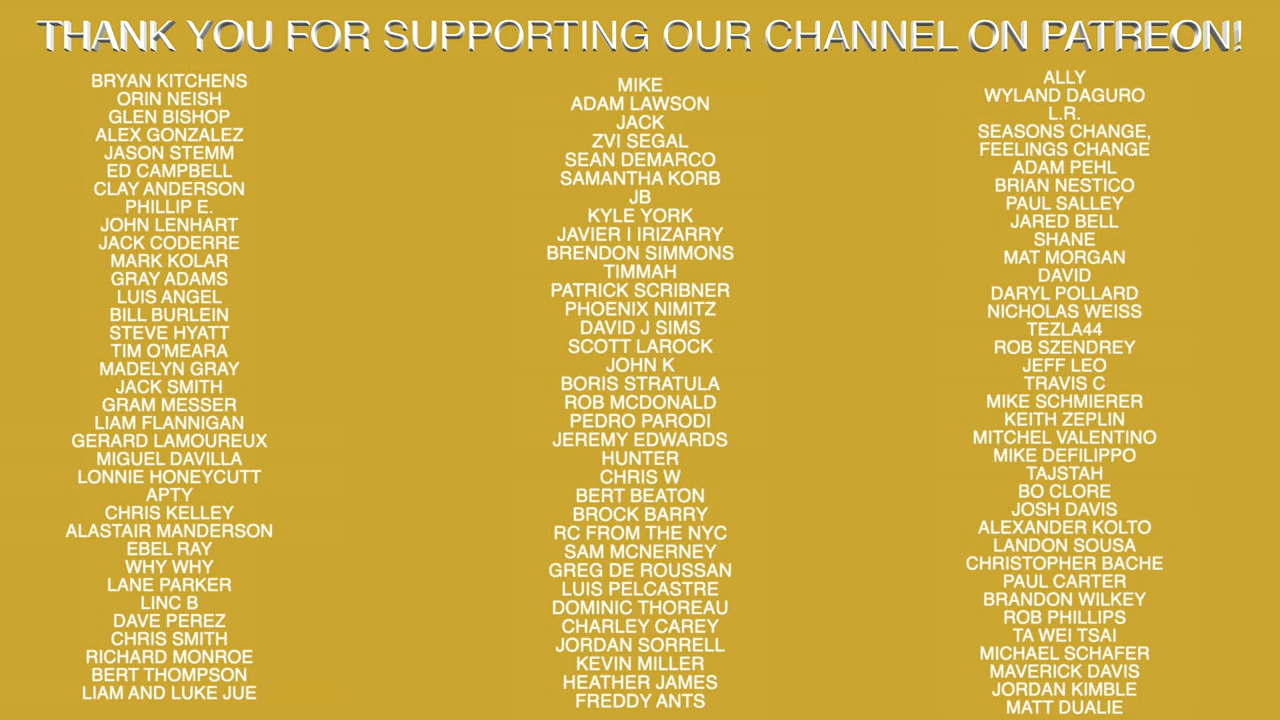 THANK YOU FOR SUPPORTING OUR CHANNEL ON PATREON!
BRYAN KITCHENS
ORIN NEISH
GLEN BISHOP
ALEX GONZALEZ
JASON STEMM
ED CAMPBELL
CLAY ANDERSON
PHILLIP E.
JOHN LENHART
JACK CODERRE
MARK KOLAR
GRAY ADAMS
LUIS ANGEL
BILL BURLEIN
STEVE HYATT
TIM O'MEARA
MADELYN GRAY
JACK SMITH
GRAM MESSER
LIAM FLANNIGAN
GERARD LAMOUREUX
MIGUEL DAVILLA
LONNIE HONEYCUTT
APTY
CHRIS KELLEY
ALASTAIR MANDERSON
EBEL RAY
WHY WHY
LANE PARKER
LINC B
DAVE PEREZ
CHRIS SMITH
RICHARD MONROE
BERT THOMPSON
LIAM AND LUKE JUE
MIKE
ADAM LAWSON
JACK
ZVI SEGAL
SEAN DEMARCO
SAMANTHA KORB
JB
KYLE YORK
JAVIER I IRIZARRY
BRENDON SIMMONS
TIMMAH
PATRICK SCRIBNER
PHOENIX NIMITZ
DAVID J SIMS
SCOTT LAROCK
JOHN K
BORIS STRATULA
ROB MCDONALD
PEDRO PARODI
JEREMY EDWARDS
HUNTER
CHRIS W
BERT BEATON
BROCK BARRY
RC FROM THE NYC
SAM MCNERNEY
GREG DE ROUSSAN
LUIS PELCASTRE
DOMINIC THOREAU
CHARLEY CAREY
JORDAN SORRELL
KEVIN MILLER
HEATHER JAMES
FREDDY ANTS
ALLY
WYLAND DAGURO
L.R.
SEASONS CHANGE,
FEELINGS CHANGE
ADAM PEHL
BRIAN NESTICO
PAUL SALLEY
JARED BELL
SHANE
MAT MORGAN
DAVID
DARYL POLLARD
NICHOLAS WEISS
TEZLA44
ROB SZENDREY
JEFF LEO
TRAVIS C
MIKE SCHMIERER
KEITH ZEPLIN
MITCHEL VALENTINO
MIKE DEFILIPPO
TAJSTAH
BO CLORE
JOSH DAVIS
ALEXANDER KOLTO
LANDON SOUSA
CHRISTOPHER BACHE
PAUL CARTER
BRANDON WILKEY
ROB PHILLIPS
TA WEI TSAI
MICHAEL SCHAFER
MAVERICK DAVIS
JORDAN KIMBLE
MATT DUALIE